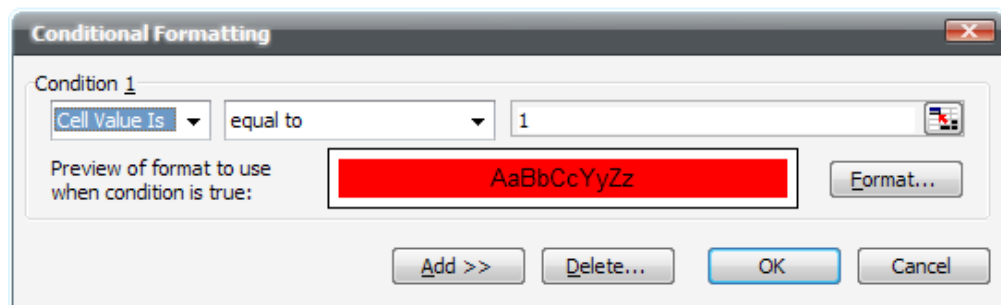 Conditional Formatting
Condition 1
Cell Value Is equal to 1
Preview of format to use
when condition is true:
AaBbCcYyZz
Format...
Add >> Delete... OK Cancel